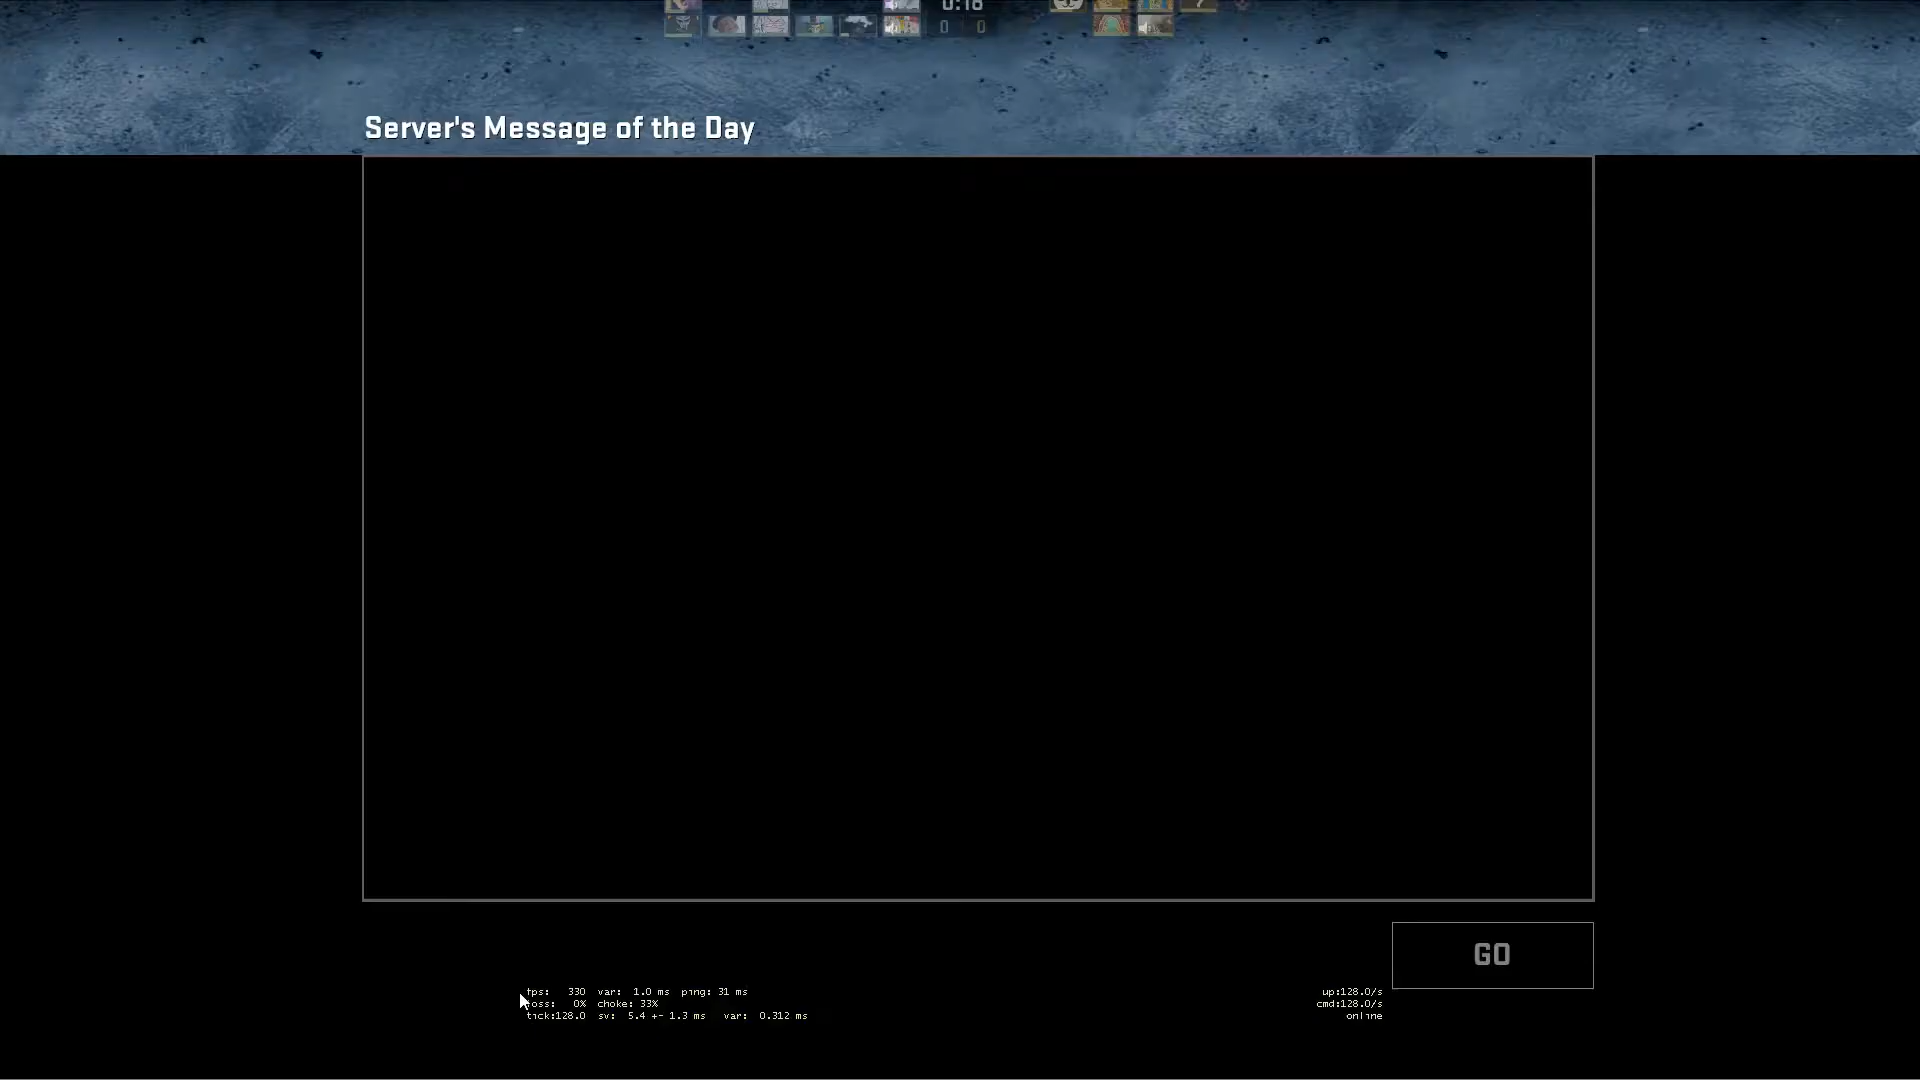 0:16
0 0
Server's Message of the Day
GO
fps: 330 var: 1.0 ms ping: 31 ms
loss: 0% choke: 33%
tick:128.0 sv: 5.4 +- 1.3 ms var: 0.312 ms
up:128.0/s
cmd:128.0/s
online